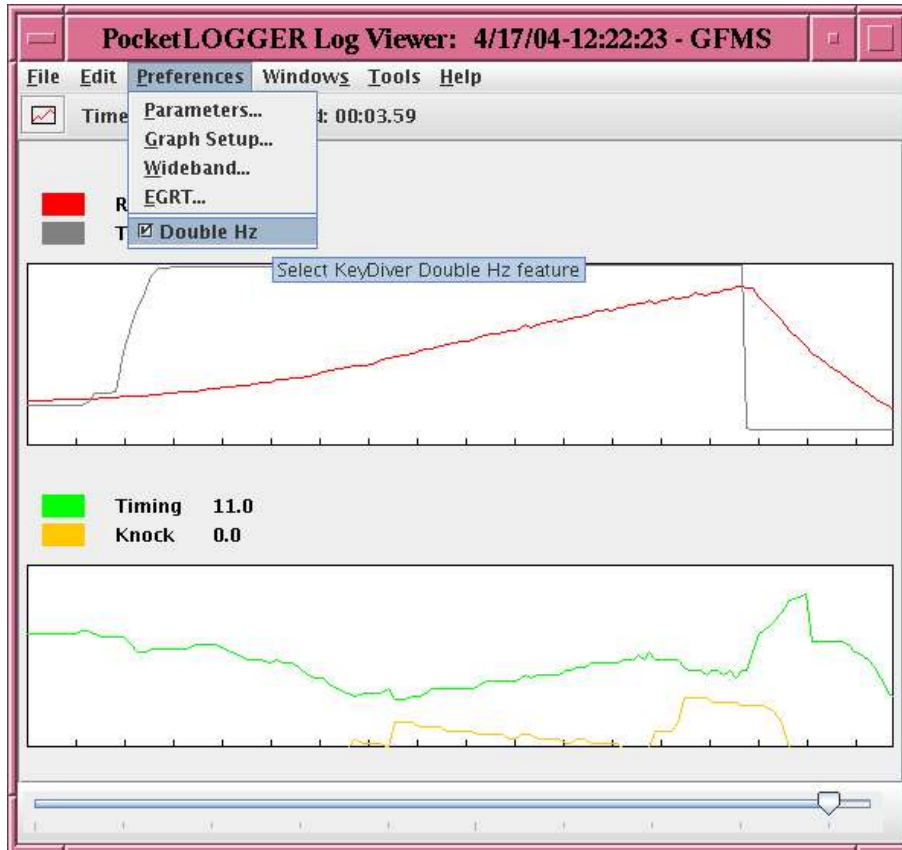 PocketLOGGER Log Viewer: 4/17/04-12:22:23 - GFMS
File Edit Preferences Windows Tools Help
Time
d: 00:03.59
Parameters...
Graph Setup...
Wideband...
EGRT...
Double Hz
Select KeyDiver Double Hz feature
R
T
Timing 11.0
Knock 0.0